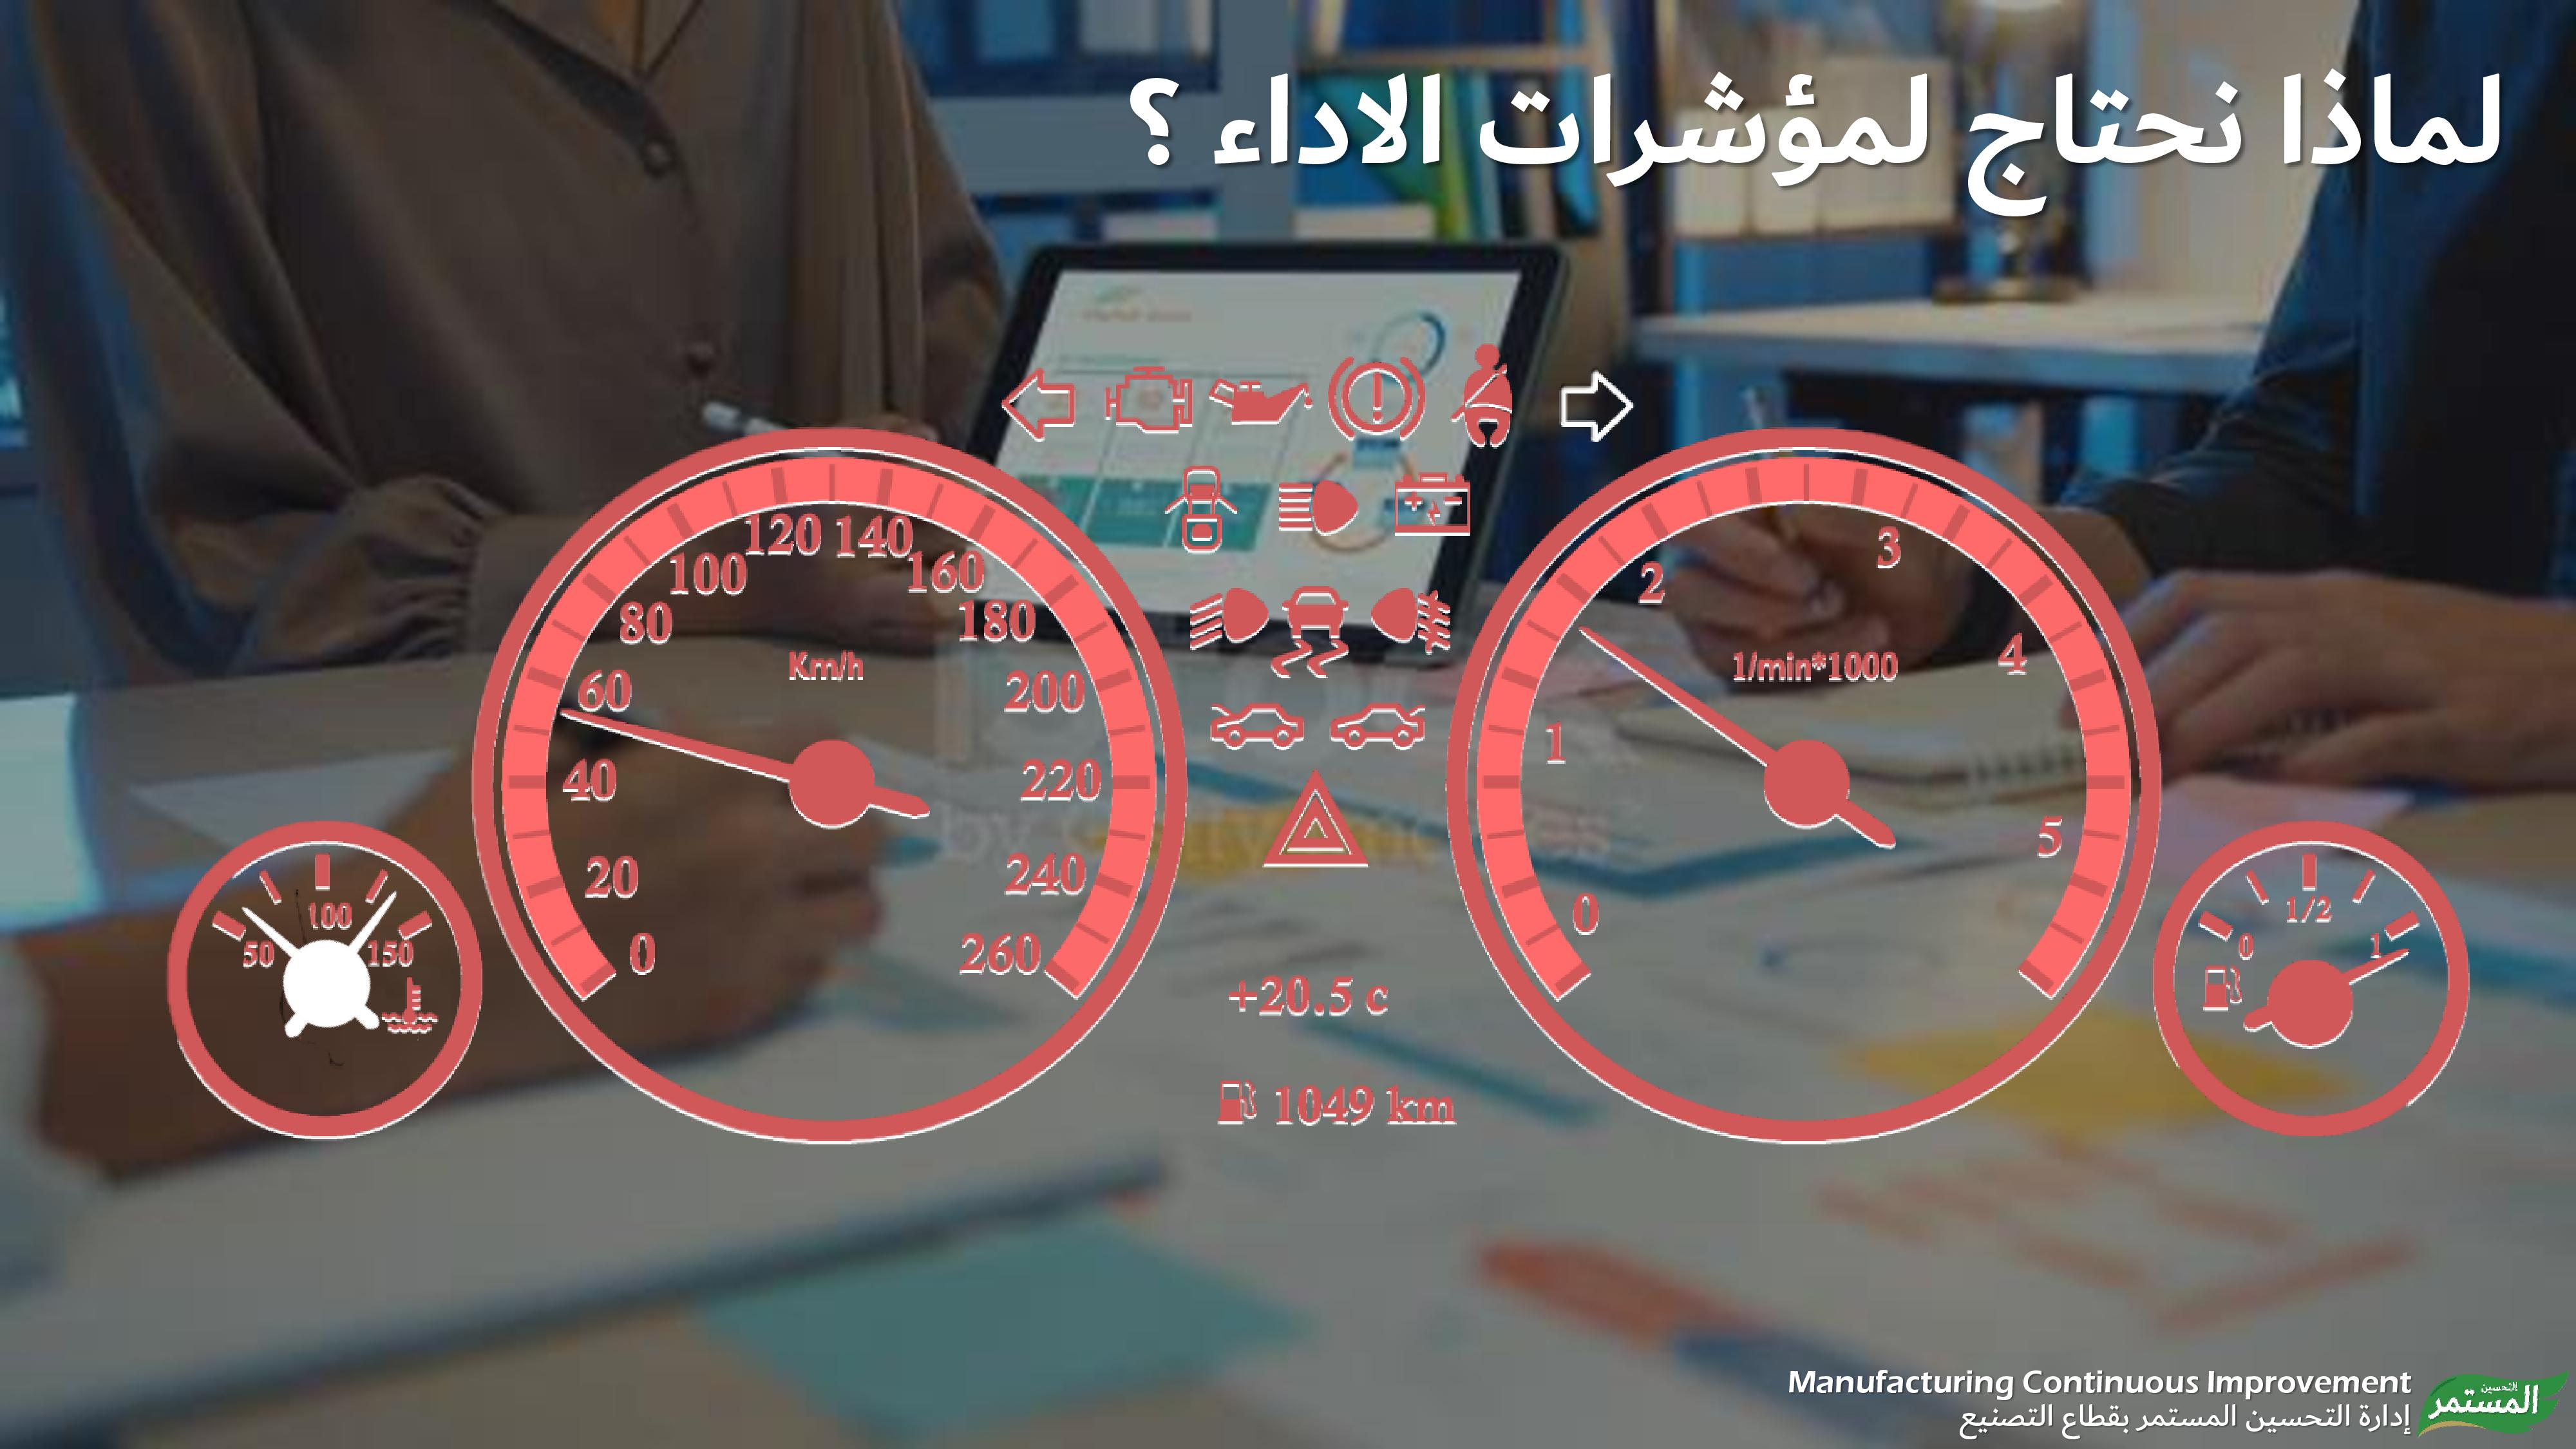 لماذا نحتاج لمؤشرات الاداء ؟
120 140
100
160
80
180
Km/h
60
200
40
220
20
240
0
260
2
3
1/min*1000
4
1
5
0
100
50
150
1/2
0
1
+20.5 c
1049 km
Manufacturing Continuous Improvement
إدارة التحسين المستمر بقطاع التصنيع
التحسين
المستمر